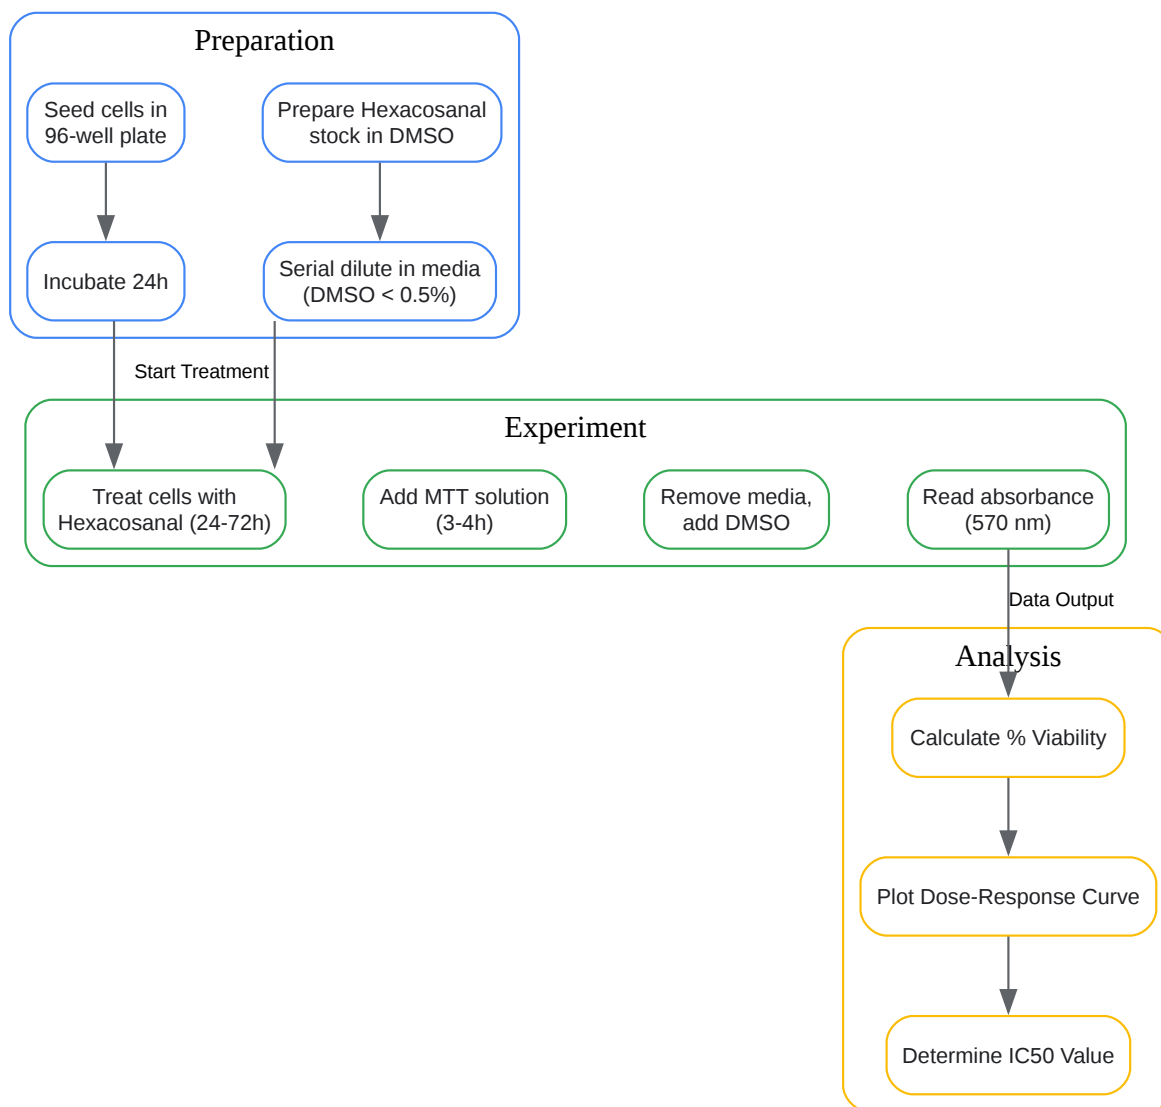 Preparation
Seed cells in
96-well plate
Prepare Hexacosanal
stock in DMSO
Incubate 24h
Serial dilute in media
(DMSO < 0.5%)
Start Treatment
Experiment
Treat cells with
Hexacosanal (24-72h)
Add MTT solution
(3-4h)
Remove media,
add DMSO
Read absorbance
(570 nm)
Data Output
Analysis
Calculate % Viability
Plot Dose-Response Curve
Determine IC50 Value